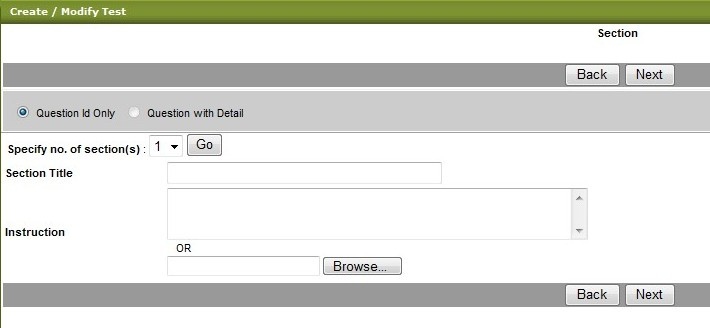 Create / Modify Test
Section
Back Next
Question Id Only Question with Detail
Specify no. of section(s) : 1 Go
Section Title
Instruction
OR
Browse...
Back Next